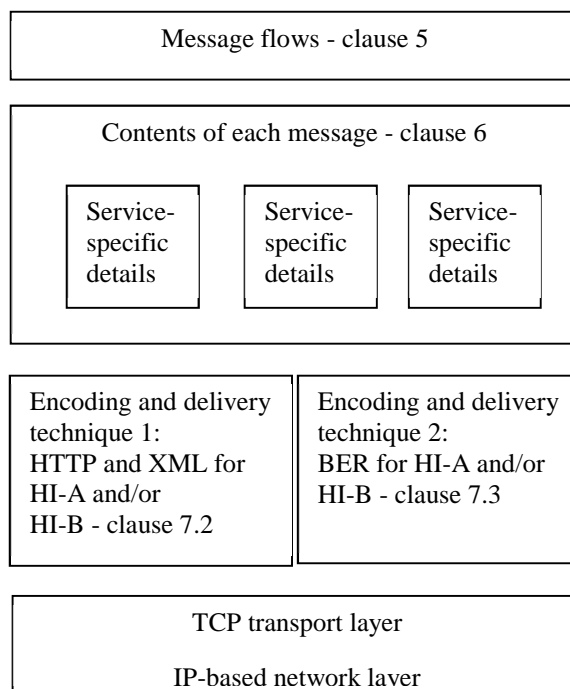 Message flows - clause 5
Contents of each message - clause 6
Service-
specific
details
Service-
specific
details
Service-
specific
details
Encoding and delivery
technique 1:
HTTP and XML for
HI-A and/or
HI-B - clause 7.2
Encoding and delivery
technique 2:
BER for HI-A and/or
HI-B - clause 7.3
TCP transport layer
IP-based network layer